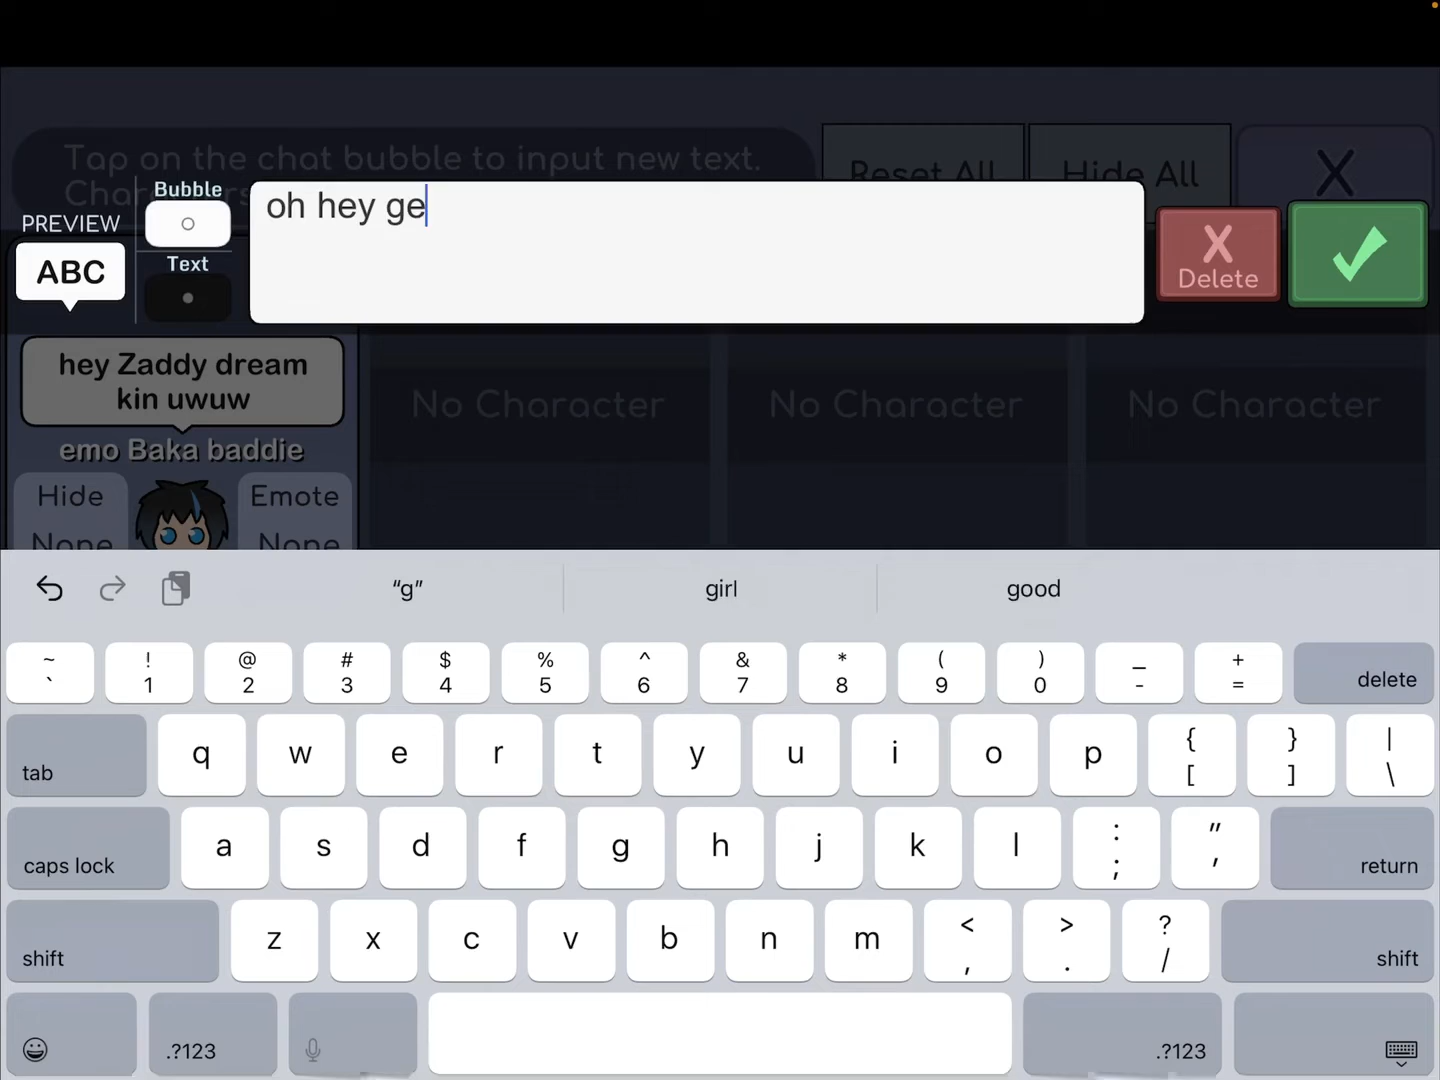 Tap on the chat bubble to input new text.
Reset All
Hide All
X
Bubble
PREVIEW
ABC
Text
oh hey ge
X
Delete
hey Zaddy dream
kin uwuw
emo Baka baddie
Hide
None
Emote
None
No Character
No Character
No Character
“g”
girl
good
~ ! @ # $ % ^ & * ( ) _ +
` 1 2 3 4 5 6 7 8 9 0 - =
delete
tab
q w e r t y u i o p { } |
[ ] \
caps lock
a s d f g h j k l : "
; '
return
shift
z x c v b n m < > ?
, . /
shift
.?123
.?123